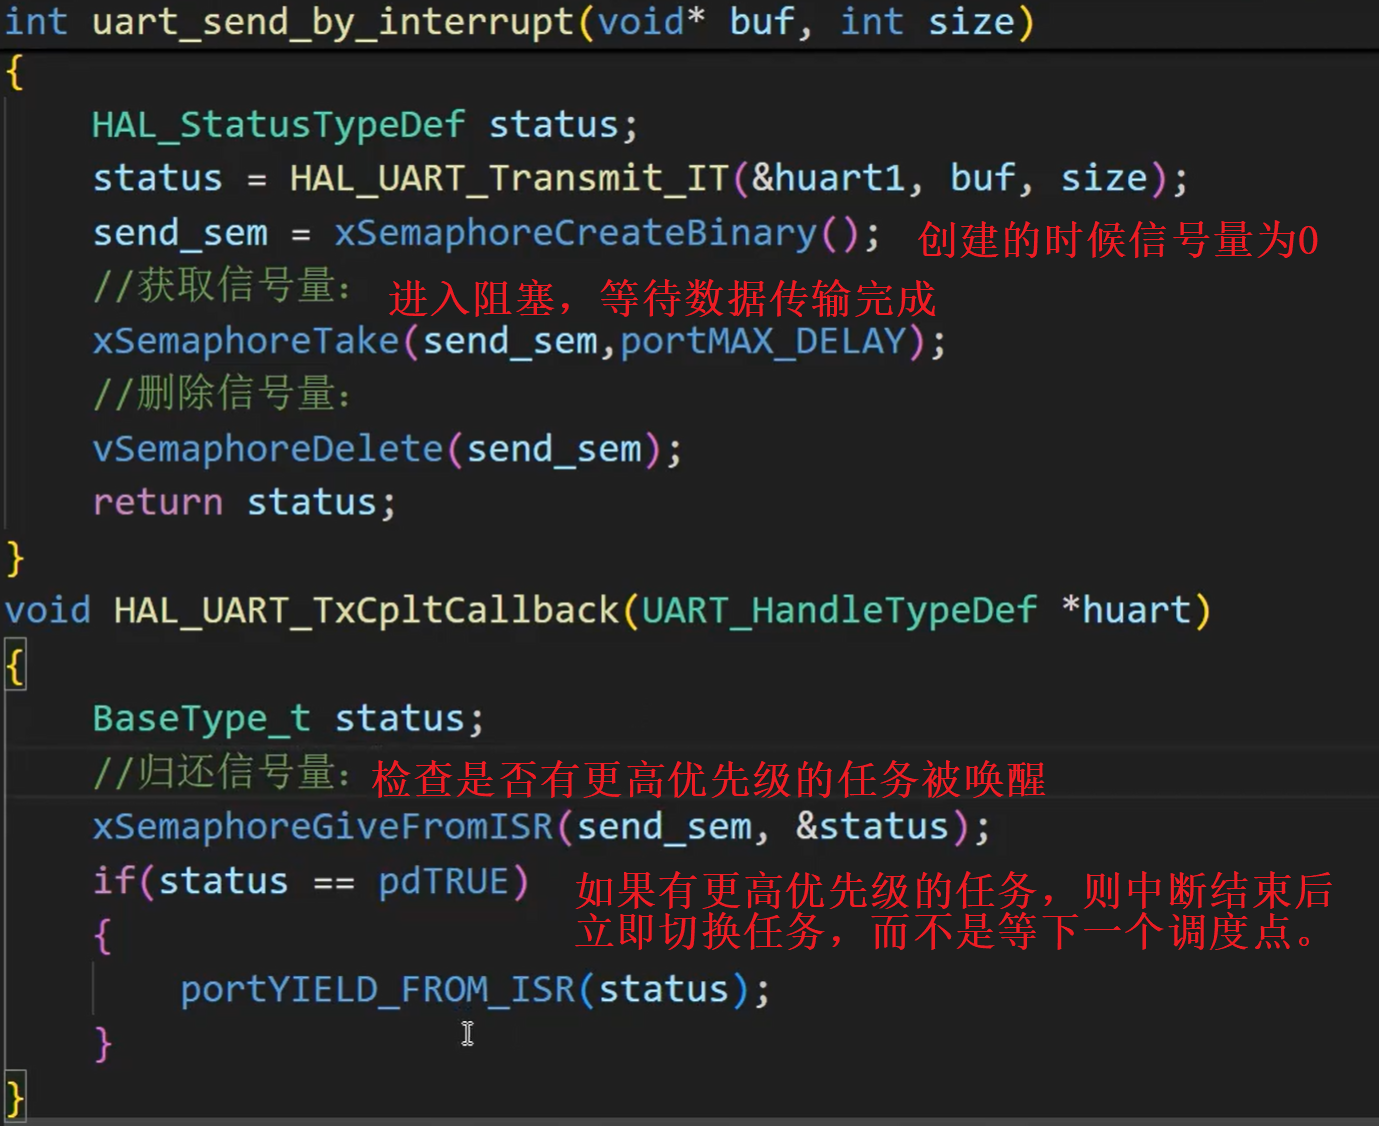 int uart_send_by_interrupt(void* buf, int size)
{
HAL_StatusTypeDef status;
status = HAL_UART_Transmit_IT(&huart1, buf, size);
send_sem = xSemaphoreCreateBinary(); 创建的时候信号量为0
//获取信号量: 进入阻塞，等待数据传输完成
xSemaphoreTake(send_sem,portMAX_DELAY);
//删除信号量:
vSemaphoreDelete(send_sem);
return status;
}
void HAL_UART_TxCpltCallback(UART_HandleTypeDef *huart)
{
BaseType_t status;
//归还信号量: 检查是否有更高优先级的任务被唤醒
xSemaphoreGiveFromISR(send_sem, &status);
if(status == pdTRUE) 如果有更高优先级的任务，则中断结束后
{ 立即切换任务，而不是等下一个调度点。
portYIELD_FROM_ISR(status);
}
}